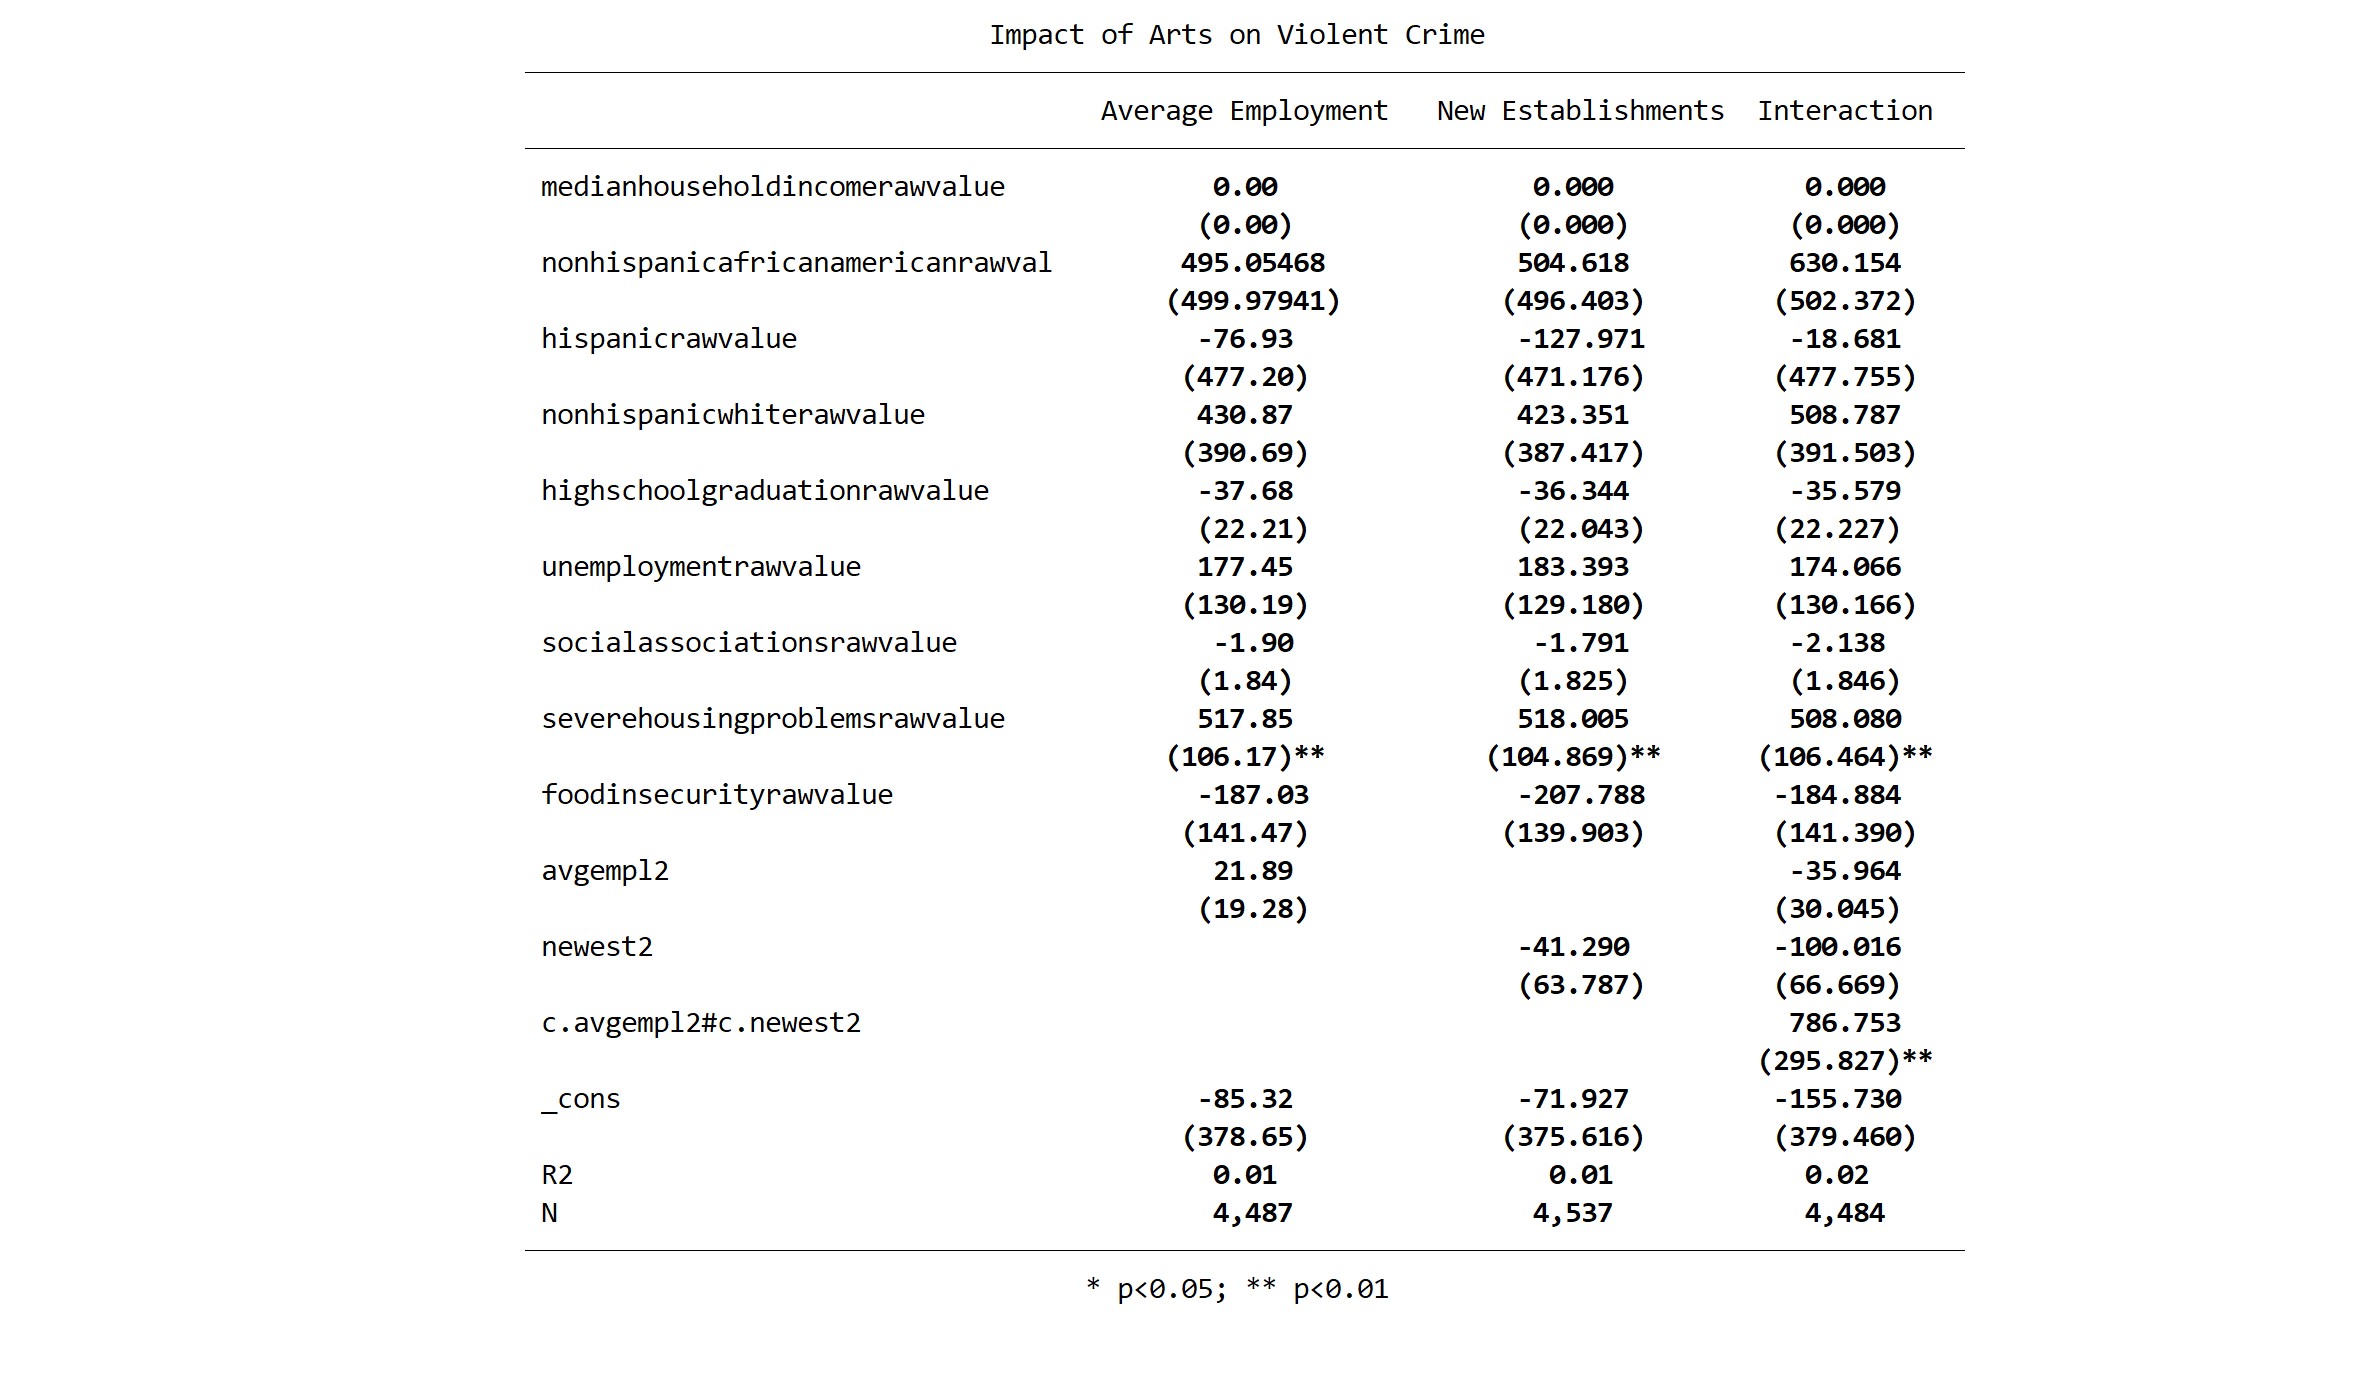 Impact of Arts on Violent Crime
Average Employment New Establishments Interaction
medianhouseholdincomerawvalue 0.00 0.000 0.000
(0.00) (0.000) (0.000)
nonhispanicafricanamericanrawval 495.05468 504.618 630.154
(499.97941) (496.403) (502.372)
hispanicrawvalue -76.93 -127.971 -18.681
(477.20) (471.176) (477.755)
nonhispanicwhiterawvalue 430.87 423.351 508.787
(390.69) (387.417) (391.503)
highschoolgraduationrawvalue -37.68 -36.344 -35.579
(22.21) (22.043) (22.227)
unemploymentrawvalue 177.45 183.393 174.066
(130.19) (129.180) (130.166)
socialassociationsrawvalue -1.90 -1.791 -2.138
(1.84) (1.825) (1.846)
severehousingproblemsrawvalue 517.85 518.005 508.080
(106.17)** (104.869)** (106.464)**
foodinsecurityrawvalue -187.03 -207.788 -184.884
(141.47) (139.903) (141.390)
avgempl2 21.89 -35.964
(19.28) (30.045)
newest2 -41.290 -100.016
(63.787) (66.669)
c.avgempl2#c.newest2 786.753
(295.827)**
_cons -85.32 -71.927 -155.730
(378.65) (375.616) (379.460)
R2 0.01 0.01 0.02
N 4,487 4,537 4,484
* p<0.05; ** p<0.01